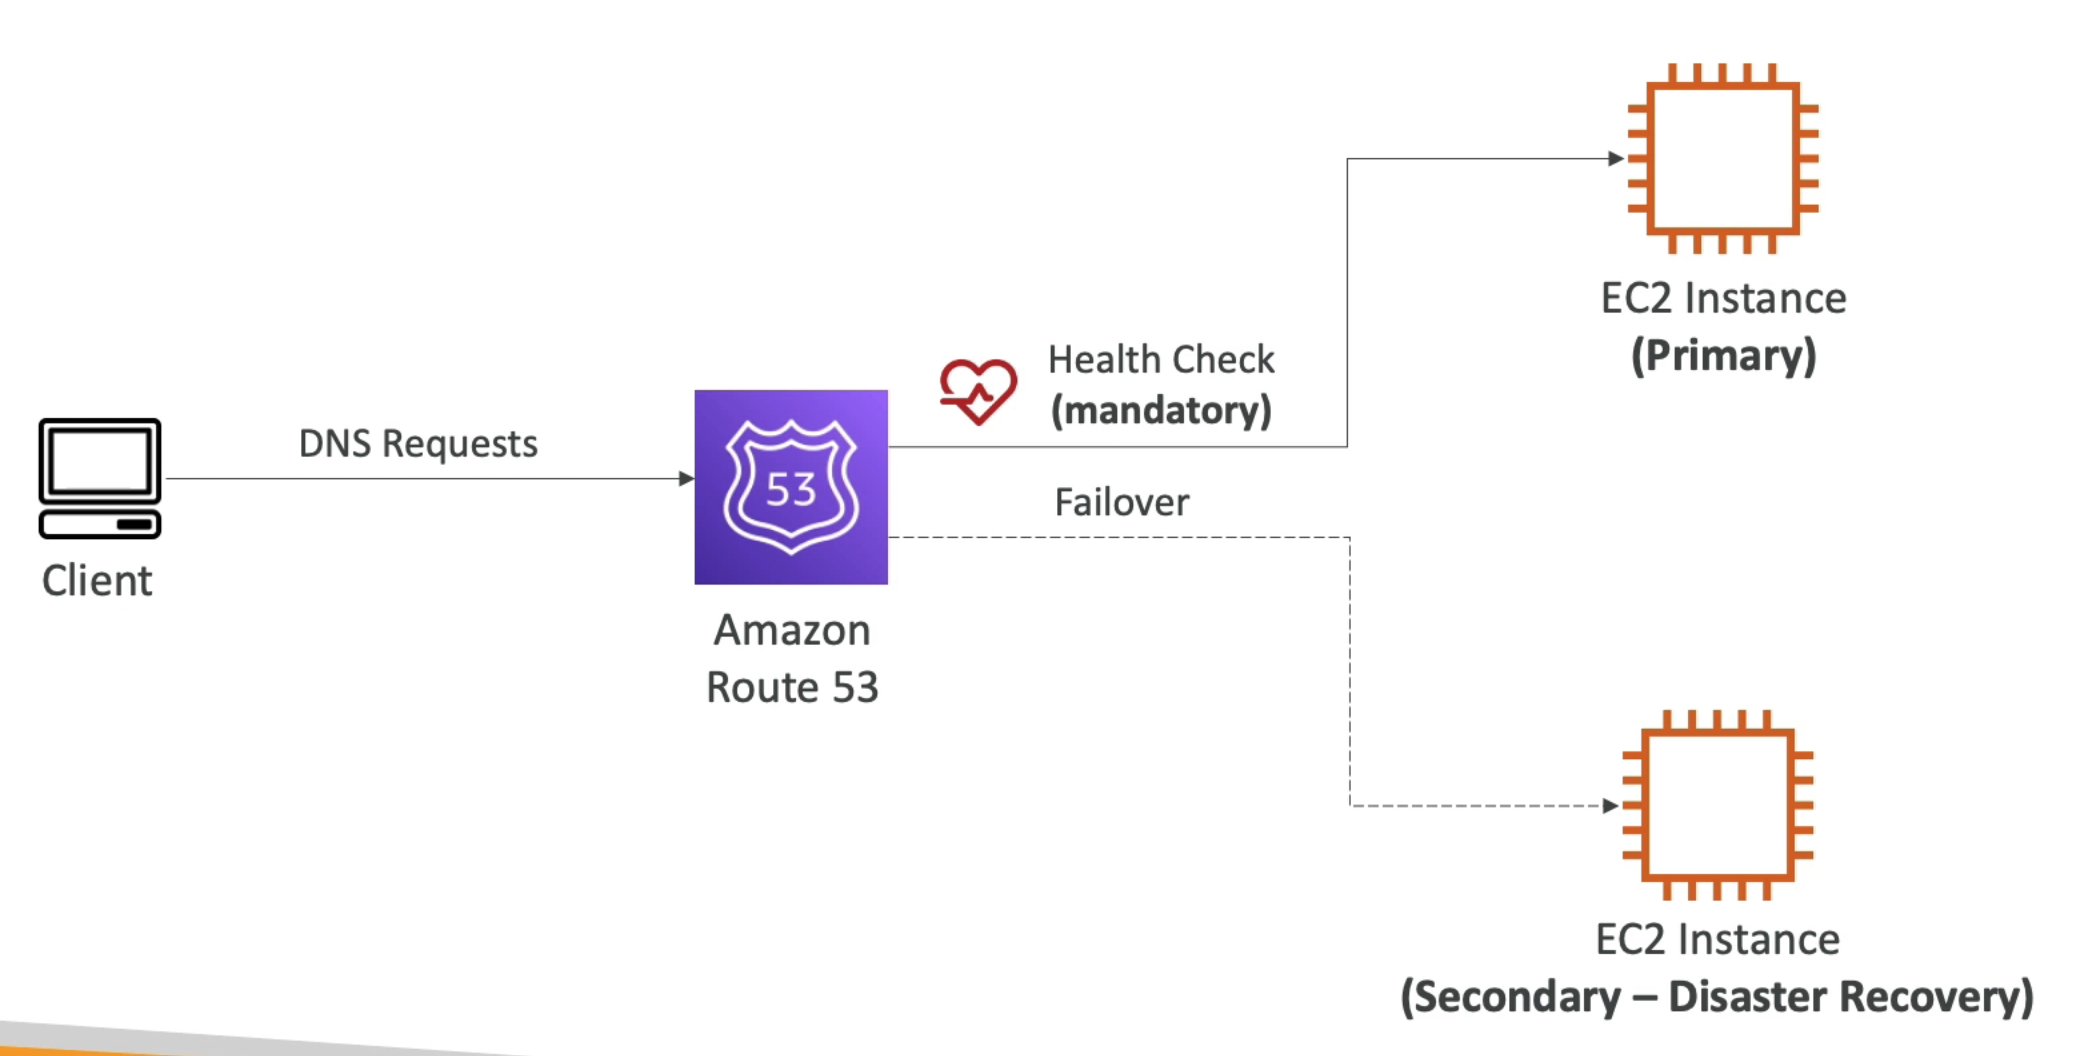 EC2 Instance
(Primary)
Health Check
(mandatory)
DNS Requests
53
Failover
Client
Amazon
Route 53
EC2 Instance
(Secondary – Disaster Recovery)